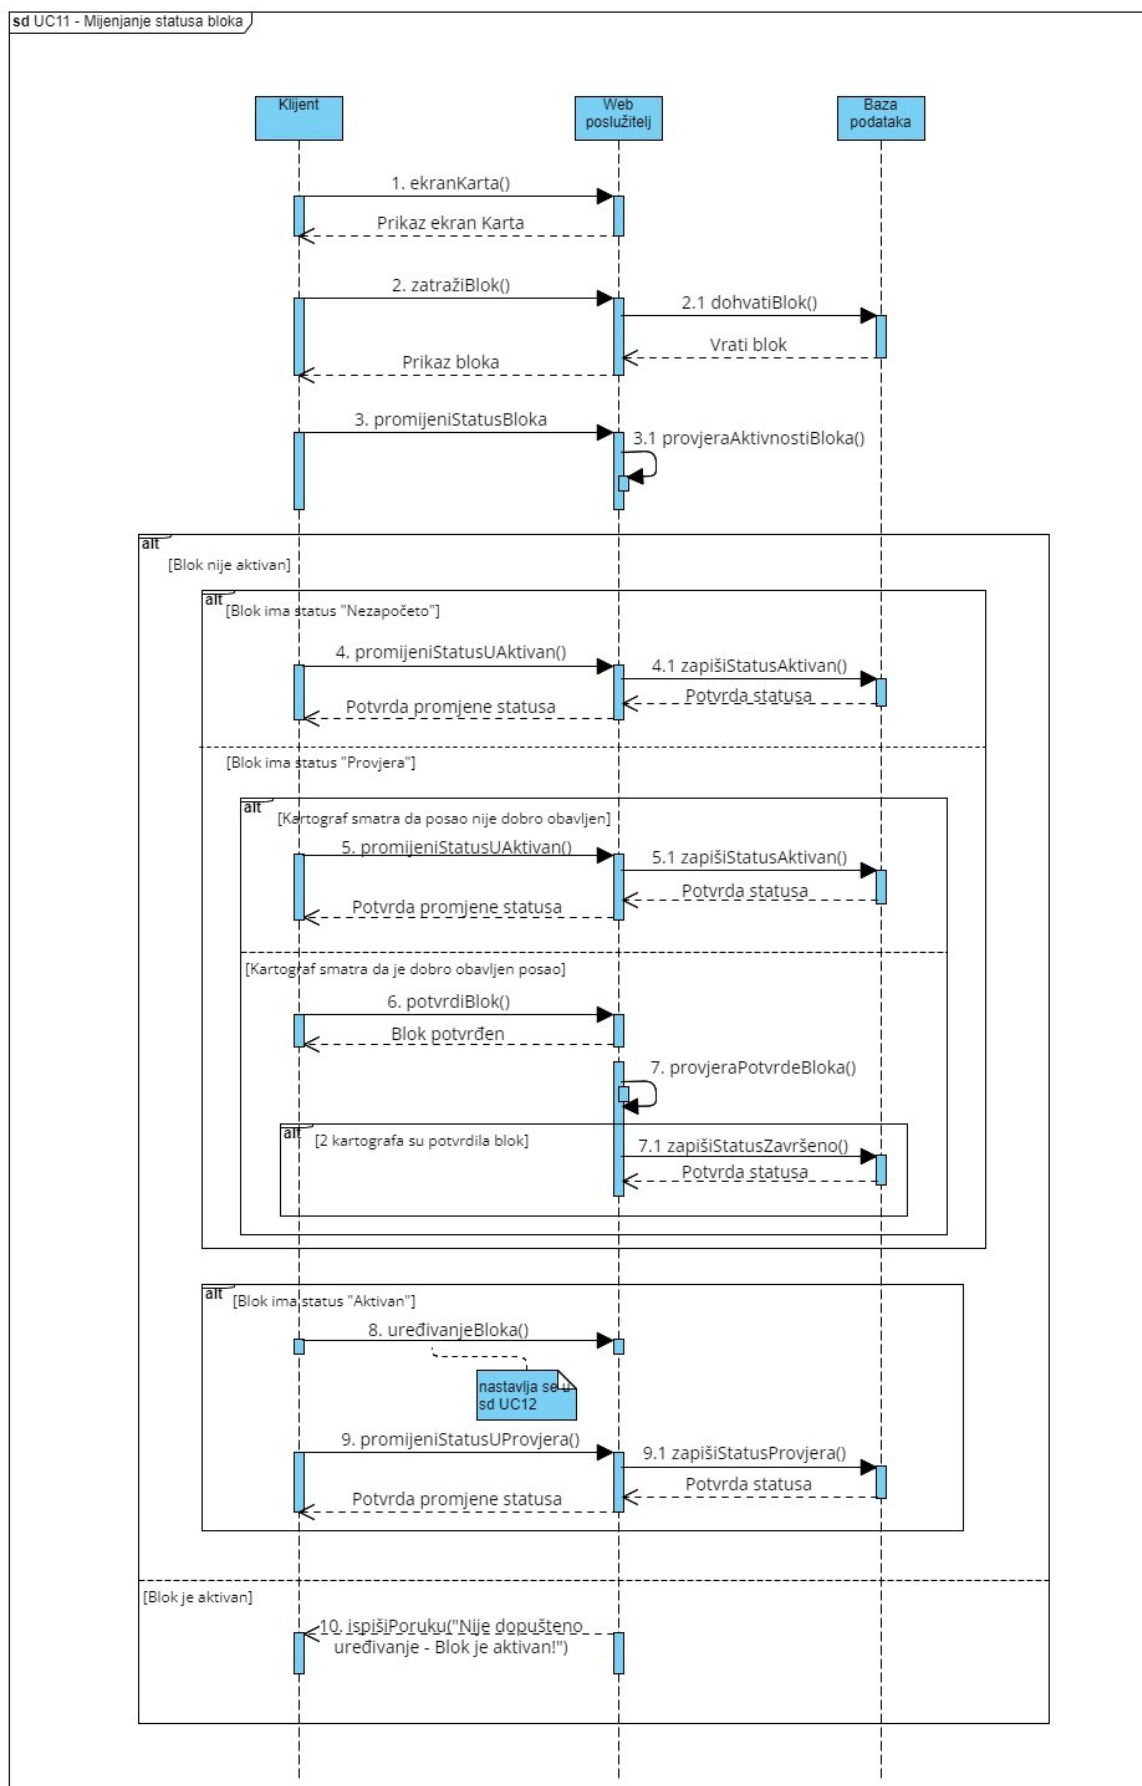 sd UC11 - Mijenjanje statusa bloka
Klijent
Web
poslužitelj
Baza
podataka
1. ekranKarta()
Prikaz ekran Karta
2. zatražiBlok()
2.1 dohvatiBlok()
Vrati blok
Prikaz bloka
3. promijeniStatusBloka
3.1 provjeraAktivnostiBloka()
alt
[Blok nije aktivan]
alt
[Blok ima status "Nezapočeto"]
4. promijeniStatusUAktivan()
4.1 zapišiStatusAktivan()
Potvrda statusa
Potvrda promjene statusa
[Blok ima status "Provjera"]
alt
[Kartograf smatra da posao nije dobro obavljen]
5. promijeniStatusUAktivan()
5.1 zapišiStatusAktivan()
Potvrda statusa
Potvrda promjene statusa
[Kartograf smatra da je dobro obavljen posao]
6. potvrdiBlok()
Blok potvrđen
7. provjeraPotvrdeBloka()
alt
[2 kartografa su potvrdila blok]
7.1 zapišiStatusZavršeno()
Potvrda statusa
alt
[Blok ima status "Aktivan"]
8. uređivanjeBloka()
nastavlja se u
sd UC12
9. promijeniStatusUProvjera()
9.1 zapišiStatusProvjera()
Potvrda statusa
Potvrda promjene statusa
[Blok je aktivan]
10. ispišiPoruku("Nije dopušteno
uređivanje - Blok je aktivan!")